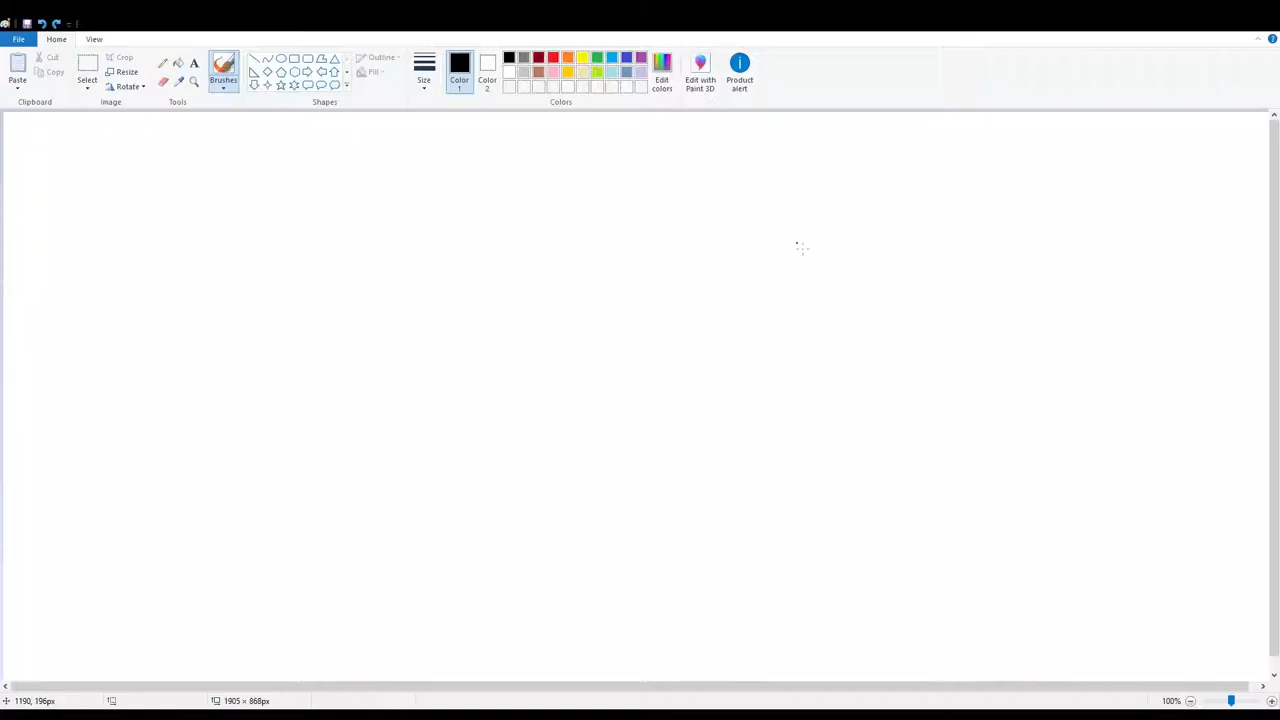 File Home View
Paste Cut Copy Clipboard
Select Crop Resize Rotate Image
A Tools
Brushes
Outline Fill Shapes
Size
Color 1
Color 2
Colors
Edit colors
Edit with Paint 3D
Product alert
1190, 196px 1905 × 868px 100%